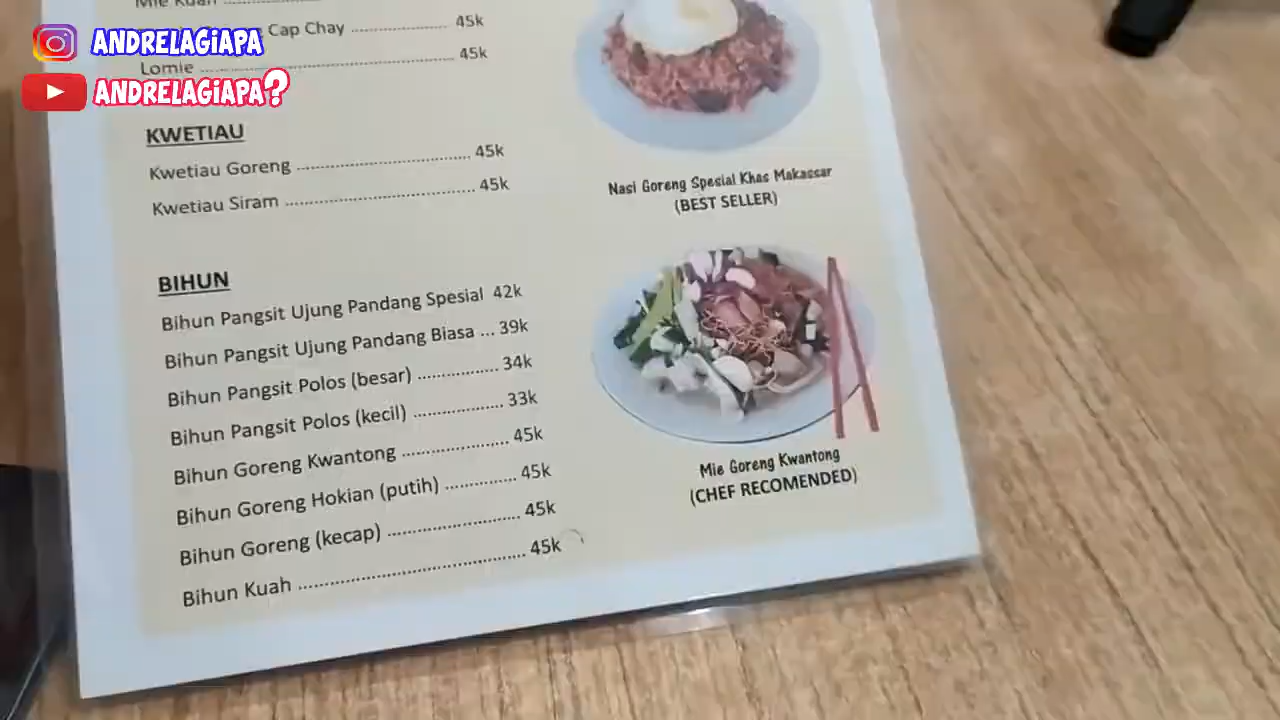 Mie Kuah
Cap Chay ........................ 45k
Lomie ........................ 45k
ANDRELAGiAPA
ANDRELAGiAPA?
KWETIAU
Kwetiau Goreng ........................ 45k
Kwetiau Siram ........................ 45k
BIHUN
Bihun Pangsit Ujung Pandang Spesial 42k
Bihun Pangsit Ujung Pandang Biasa ... 39k
Bihun Pangsit Polos (besar) ................ 34k
Bihun Pangsit Polos (kecil) ................ 33k
Bihun Goreng Kwantong ................ 45k
Bihun Goreng Hokian (putih) ............. 45k
Bihun Goreng (kecap) ........................ 45k
Bihun Kuah ........................ 45k
Nasi Goreng Spesial Khas Makassar
(BEST SELLER)
Mie Goreng Kwantong
(CHEF RECOMENDED)